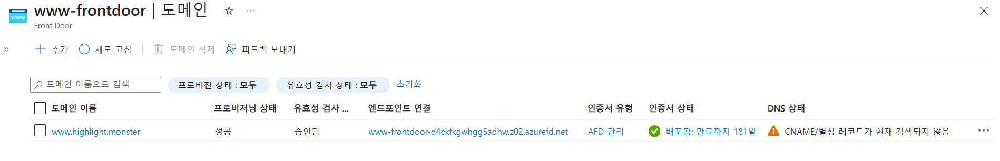 www-frontdoor | 도메인
Front Door
추가 새로 고침 도메인 삭제 피드백 보내기
도메인 이름으로 검색 프로비전 상태 : 모두 유효성 검사 상태 : 모두 초기화
도메인 이름 프로비저닝 상태 유효성 검사 ... 엔드포인트 연결 인증서 유형 인증서 상태 DNS 상태
www.highlight.monster 성공 승인됨 www-frontdoor-d4ckfkgwhgg5adhw.z02.azurefd.net AFD 관리 배포됨: 만료까지 181일 CNAME/별칭 레코드가 현재 검색되지 않음